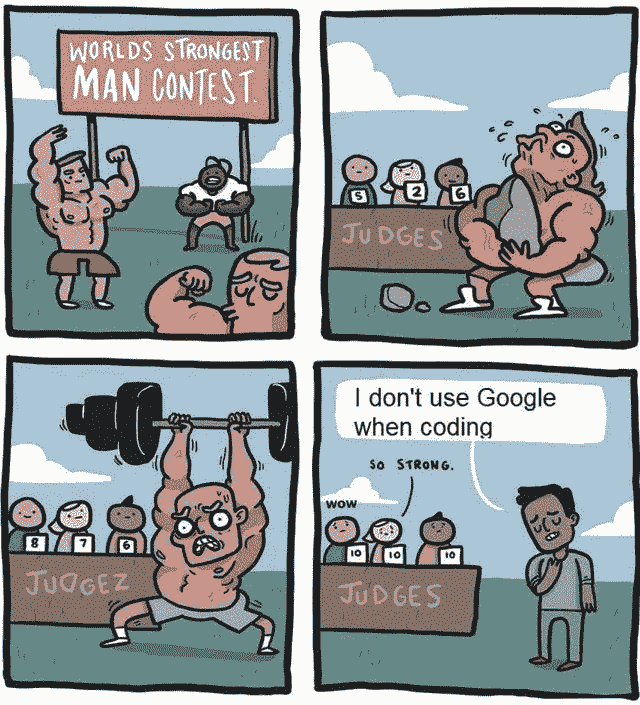 WORLDS STRONGEST
MAN CONTEST.
5
2
6
JUDGES
8
7
6
JUDGEZ
I don't use Google
when coding
SO STRONG.
WOW
10
10
10
JUDGES